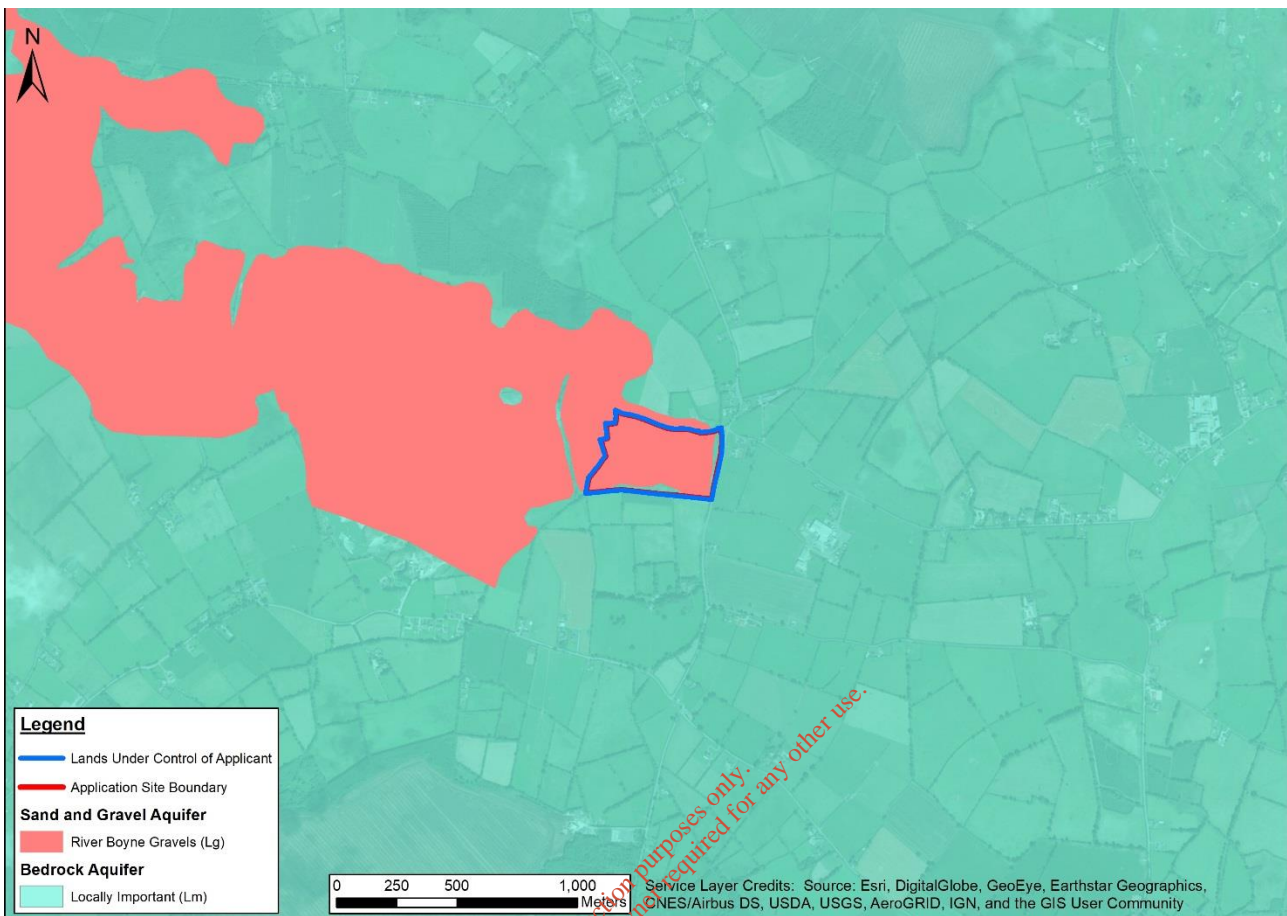 N
Legend
Lands Under Control of Applicant
Application Site Boundary
Sand and Gravel Aquifer
River Boyne Gravels (Lg)
Bedrock Aquifer
Locally Important (Lm)
0 250 500 1,000
Meters
purposes only.
required for any other use.
Service Layer Credits: Source: Esri, DigitalGlobe, GeoEye, Earthstar Geographics,
CNES/Airbus DS, USDA, USGS, AeroGRID, IGN, and the GIS User Community